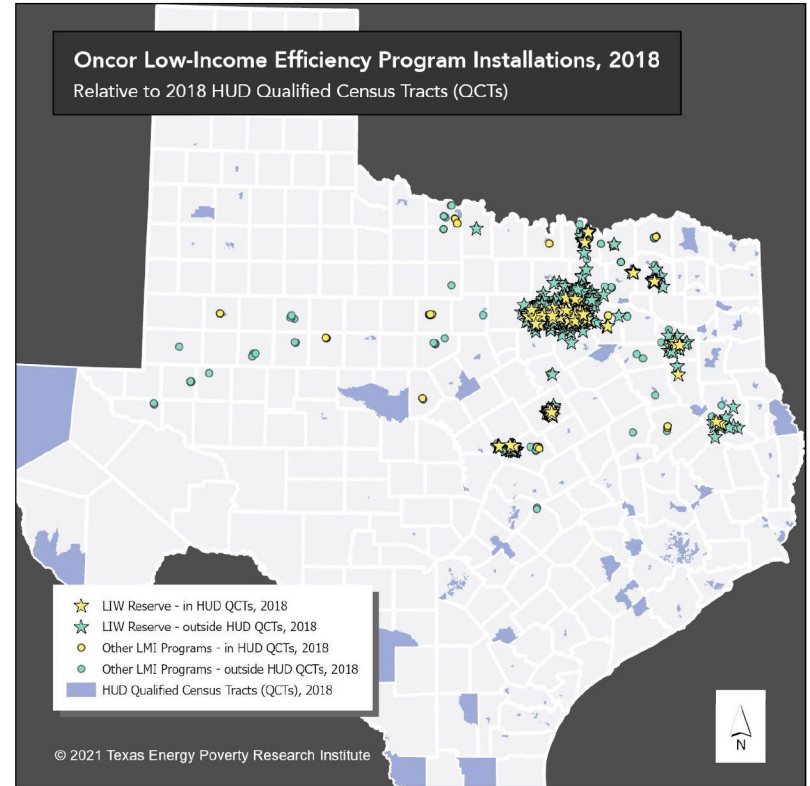 Oncor Low-Income Efficiency Program Installations, 2018
Relative to 2018 HUD Qualified Census Tracts (QCTs)
LIW Reserve - in HUD QCTs, 2018
LIW Reserve - outside HUD QCTs, 2018
Other LMI Programs - in HUD QCTs, 2018
Other LMI Programs - outside HUD QCTs, 2018
HUD Qualified Census Tracts (QCTs), 2018
N
© 2021 Texas Energy Poverty Research Institute